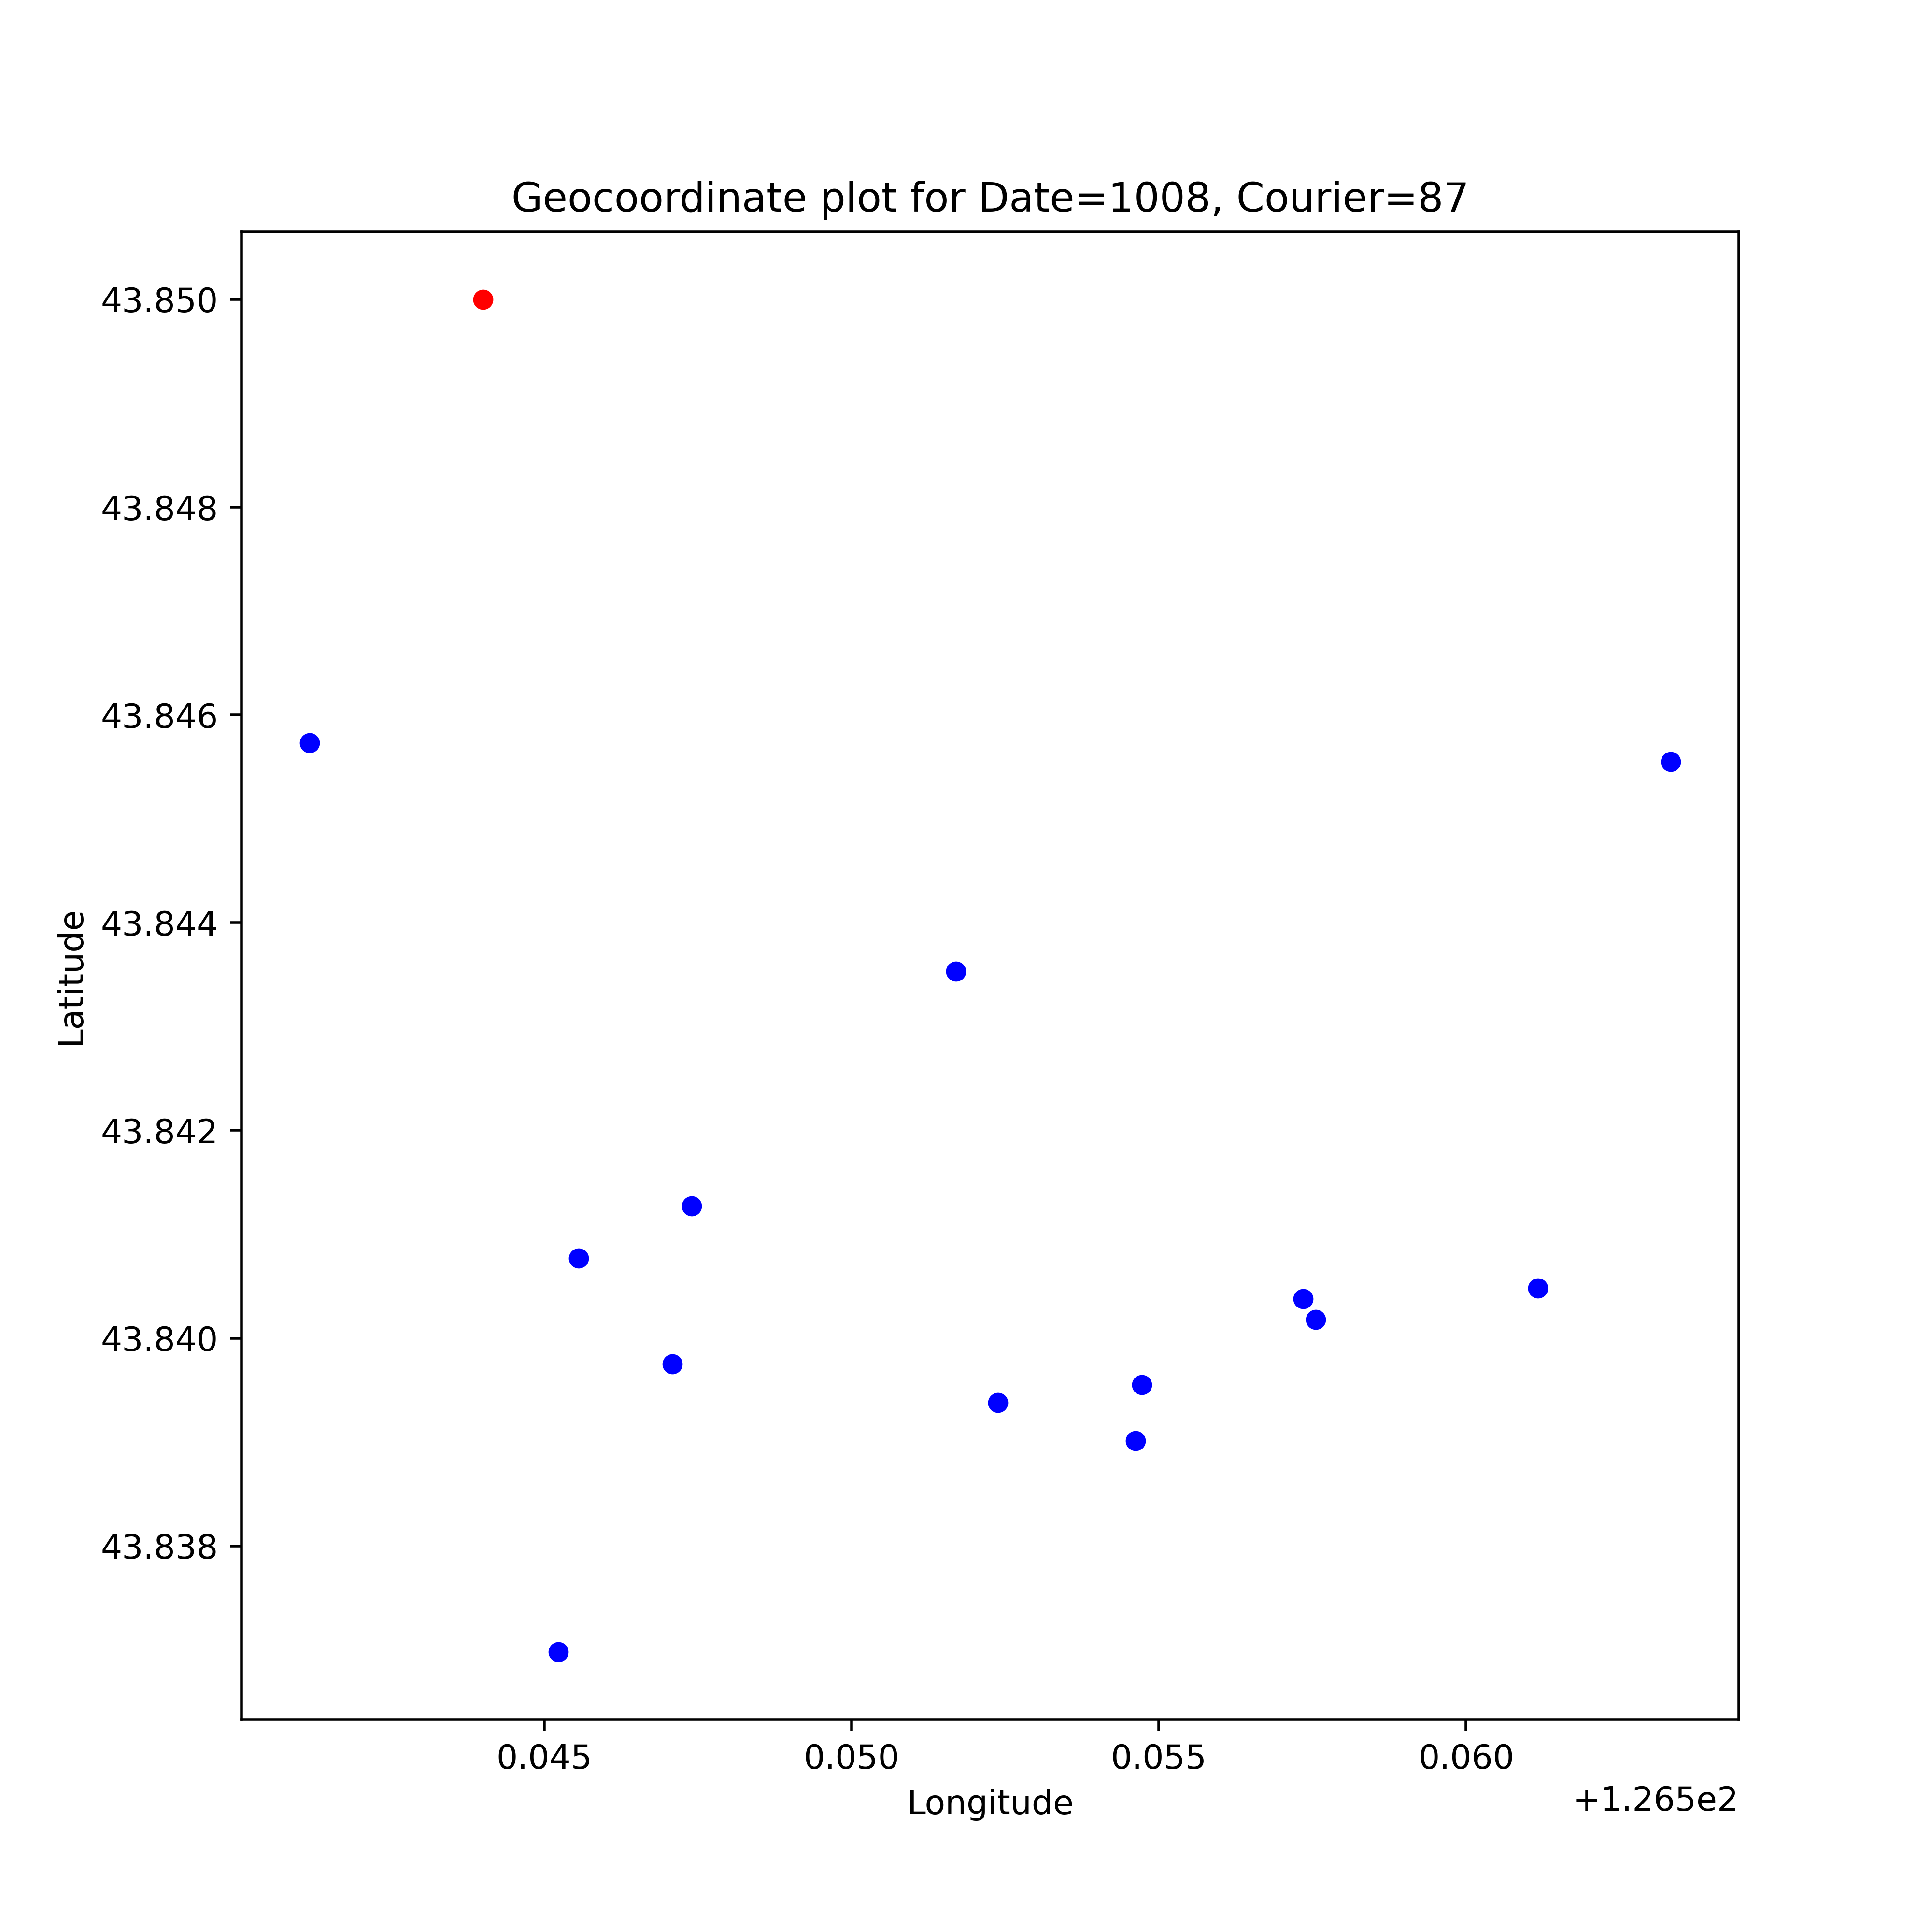 Geocoordinate plot for Date=1008, Courier=87
43.850
43.848
43.846
43.844
43.842
43.840
43.838
Latitude
0.045 0.050 0.055 0.060
Longitude
+1.265e2